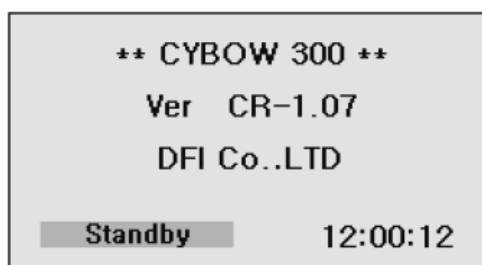 ** CYBOW 300 **
Ver CR-1.07
DFI Co..LTD
Standby 12:00:12